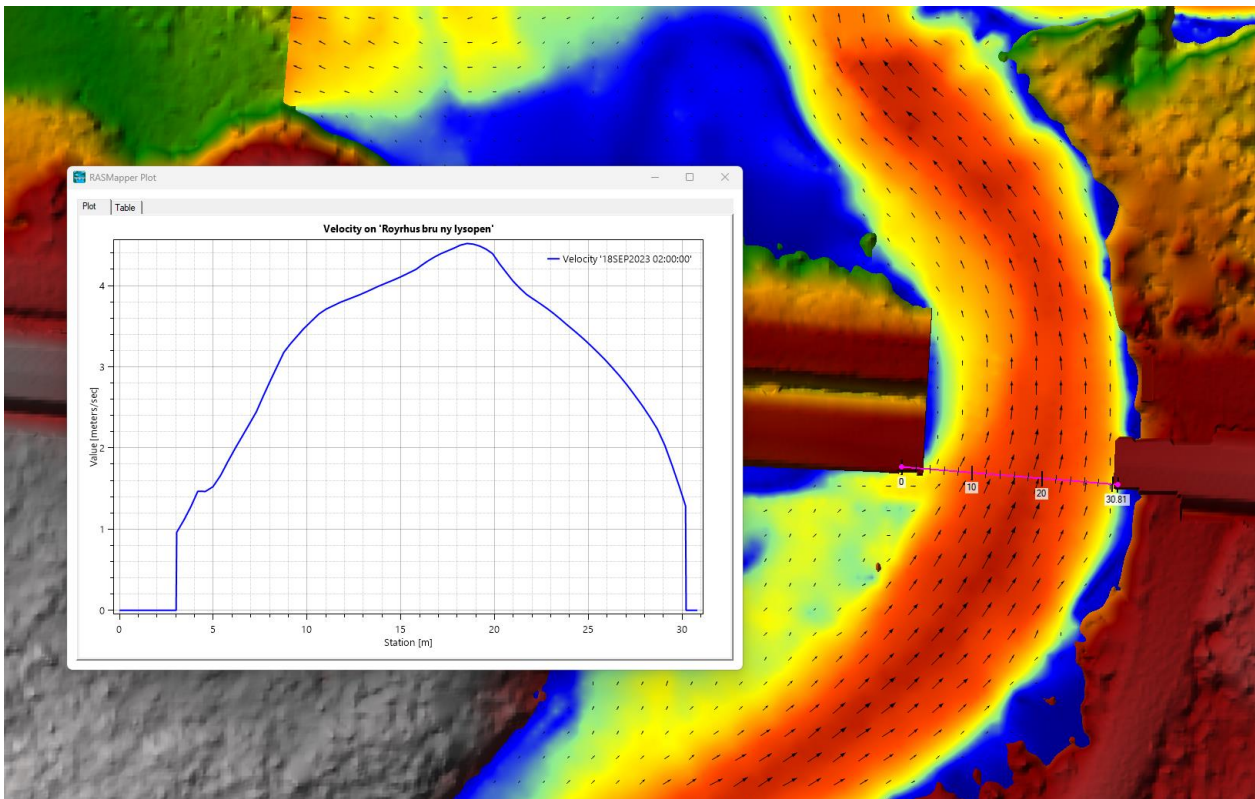 RASMapper Plot
Plot
Table
Velocity on 'Royrhus bru ny lysopen'
Velocity '18SEP2023 02:00:00'
Value [meters/sec]
4
3
2
1
0
0
5
10
15
20
25
30
Station [m]
0
10
20
30.81